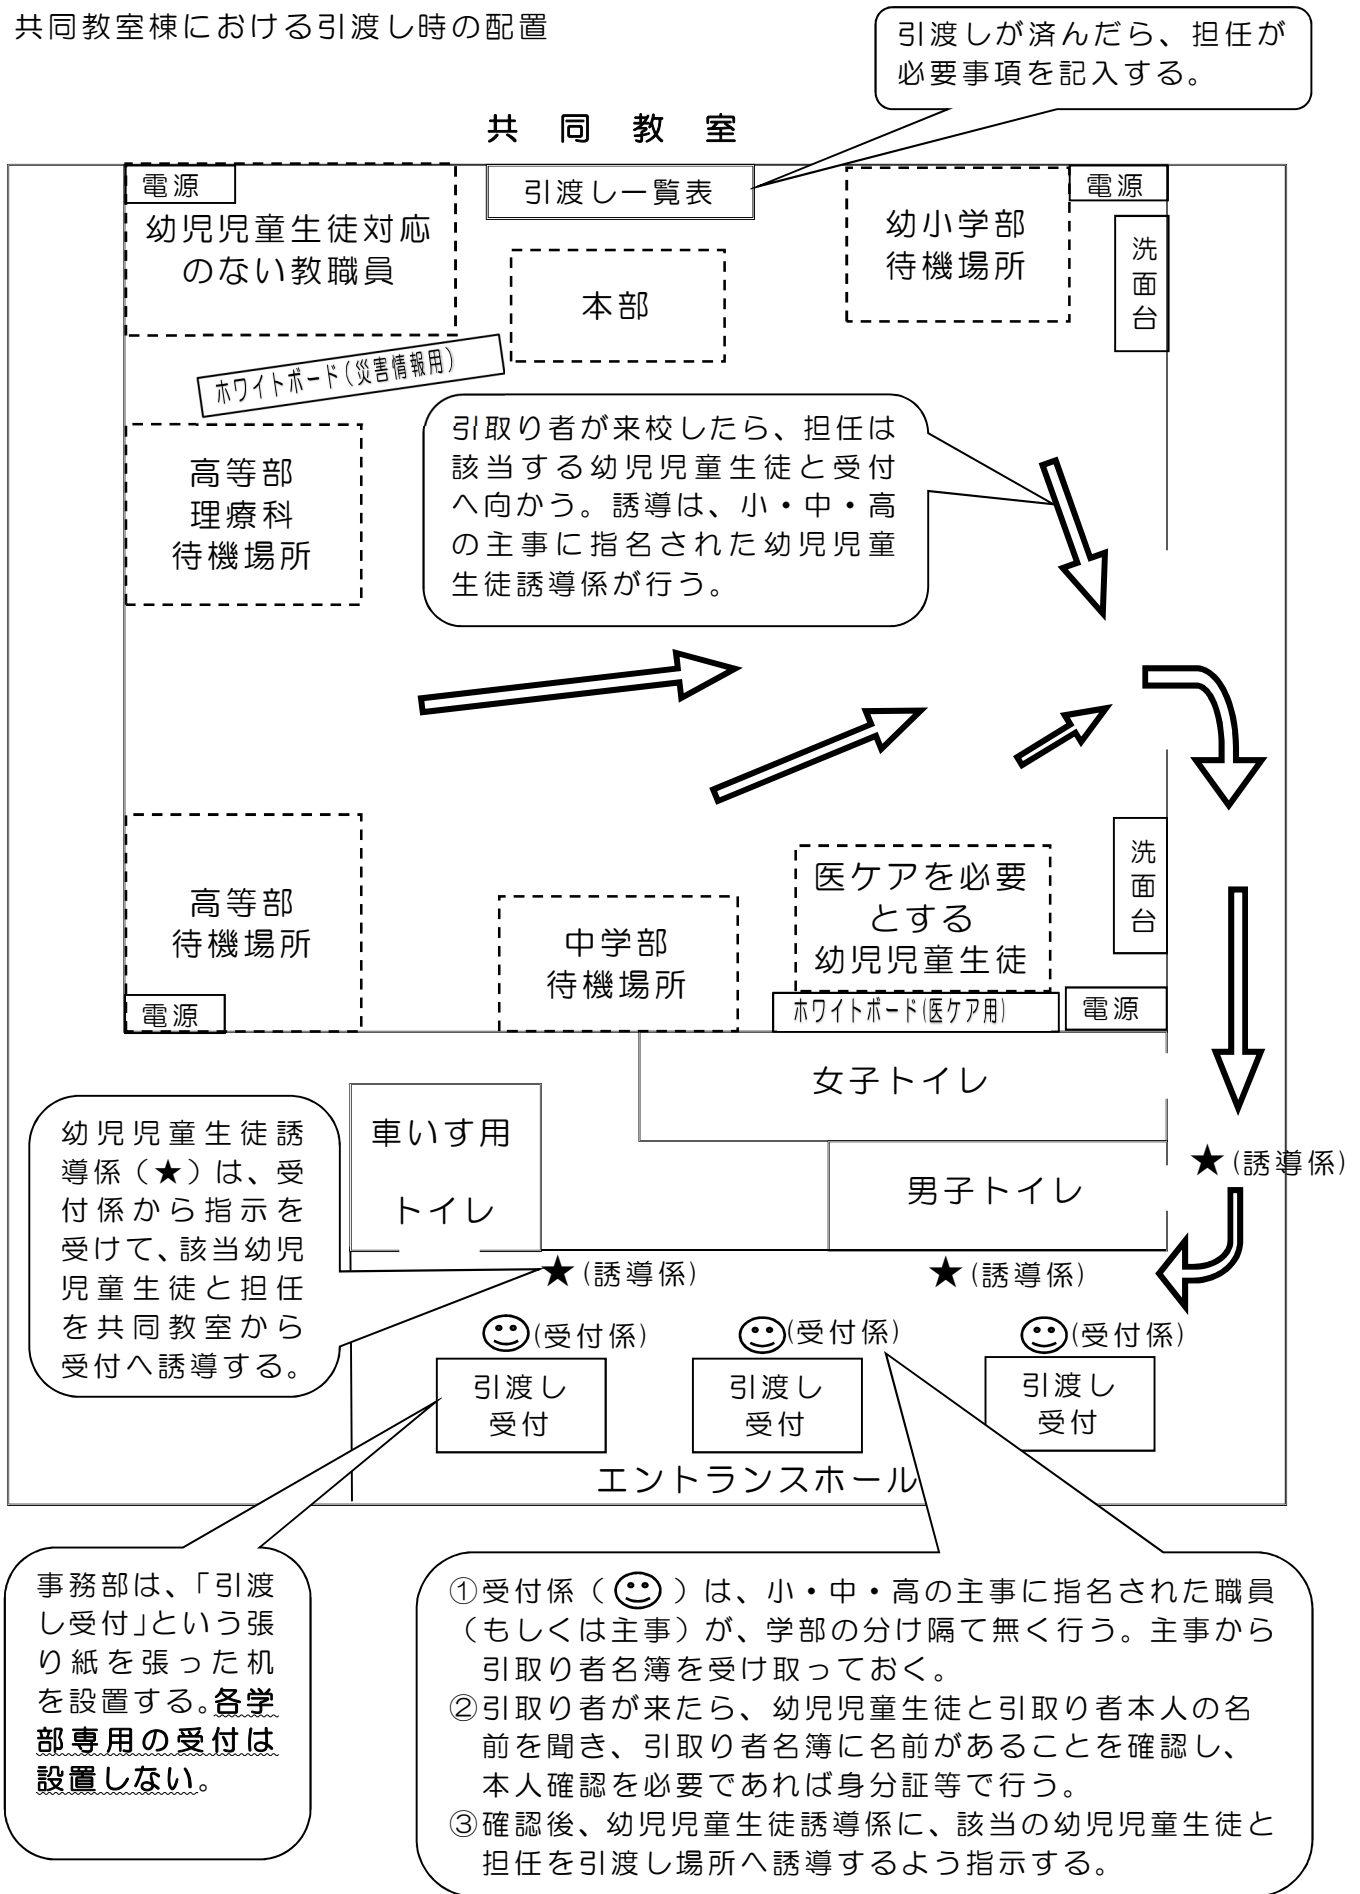 共同教室棟における引渡し時の配置
引渡しが済んだら、担任が
必要事項を記入する。
共同教室
電源
幼児児童生徒対応
のない教職員
引渡し一覧表
本部
幼小学部
待機場所
電源
洗
面
台
ホワイトボード(災害情報用)
引取り者が来校したら、担任は
該当する幼児児童生徒と受付
へ向かう。誘導は、小・中・高
の主事に指名された幼児児童
生徒誘導係が行う。
高等部
理療科
待機場所
高等部
待機場所
電源
中学部
待機場所
医ケアを必要
とする
幼児児童生徒
ホワイトボード(医ケア用)
洗
面
台
電源
女子トイレ
車いす用
トイレ
男子トイレ
幼児児童生徒誘
導係(★)は、受
付係から指示を
受けて、該当幼児
児童生徒と担任
を共同教室から
受付へ誘導する。
★(誘導係)
★(誘導係)
★(誘導係)
(受付係)
(受付係)
(受付係)
引渡し
受付
引渡し
受付
引渡し
受付
エントランスホール
事務部は、「引渡
し受付」という張
り紙を張った机
を設置する。各学
部専用の受付は
設置しない。
①受付係(☺)は、小・中・高の主事に指名された職員
(もしくは主事)が、学部の分け隔て無く行う。主事から
引取り者名簿を受け取っておく。
②引取り者が来たら、幼児児童生徒と引取り者本人の名
前を聞き、引取り者名簿に名前があることを確認し、
本人確認を必要であれば身分証等で行う。
③確認後、幼児児童生徒誘導係に、該当の幼児児童生徒と
担任を引渡し場所へ誘導するよう指示する。